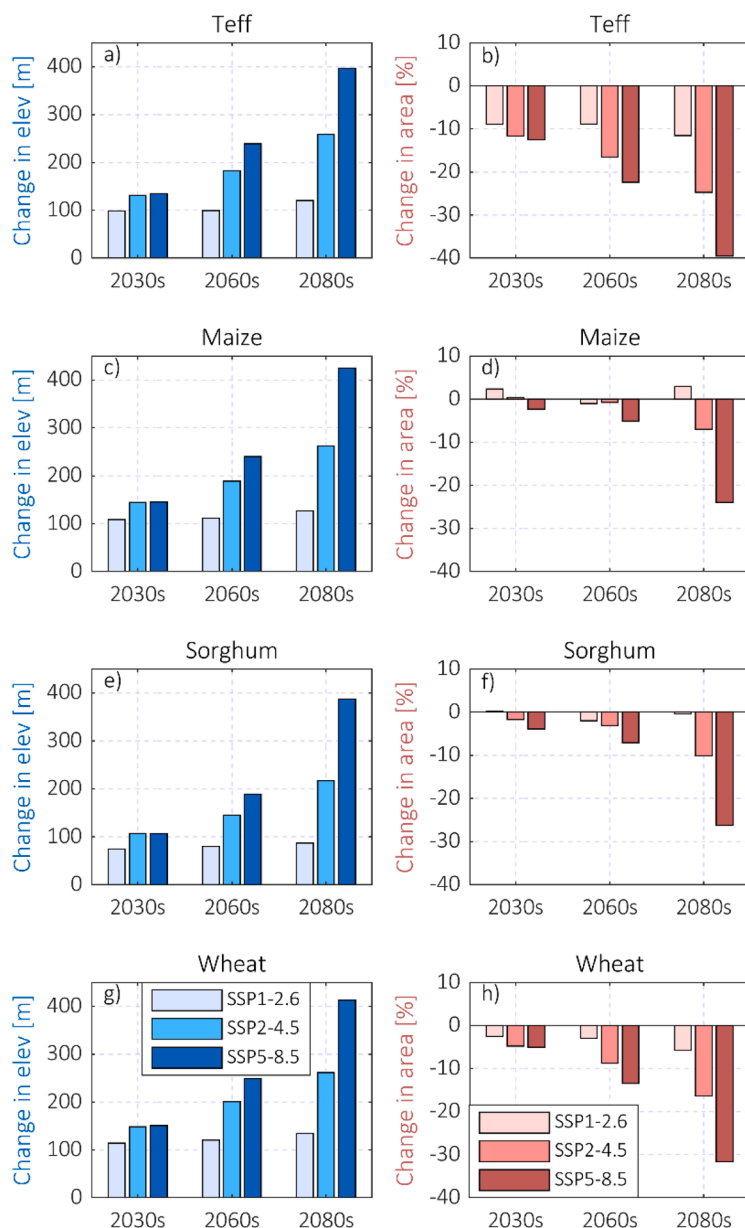 Teff
Teff
a)
b)
Change in elev [m]
400
300
200
100
0
2030s 2060s 2080s
Change in area [%]
10
0
-10
-20
-30
-40
2030s 2060s 2080s
Maize
Maize
c)
d)
Change in elev [m]
400
300
200
100
0
2030s 2060s 2080s
Change in area [%]
10
0
-10
-20
-30
-40
2030s 2060s 2080s
Sorghum
Sorghum
e)
f)
Change in elev [m]
400
300
200
100
0
2030s 2060s 2080s
Change in area [%]
10
0
-10
-20
-30
-40
2030s 2060s 2080s
Wheat
Wheat
g)
h)
Change in elev [m]
400
300
200
100
0
SSP1-2.6
SSP2-4.5
SSP5-8.5
2030s 2060s 2080s
Change in area [%]
10
0
-10
-20
-30
-40
SSP1-2.6
SSP2-4.5
SSP5-8.5
2030s 2060s 2080s